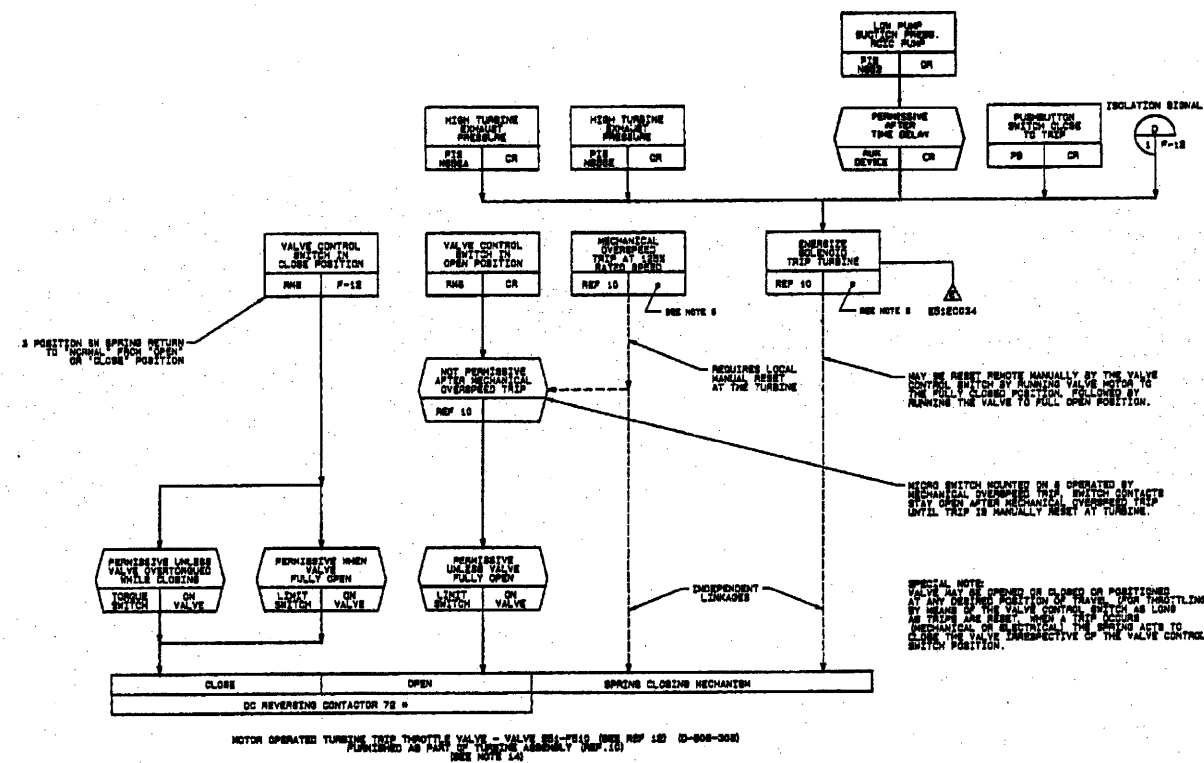 LOW PUMP
SUCTION PRESS.
RCIC PUMP
PIS
CR
ISOLATION SIGNAL
HIGH TURBINE
EXHAUST
PRESSURE
PIS
N656A
CR
HIGH TURBINE
EXHAUST
PRESSURE
PIS
N656E
CR
PERMISSIVE
AFTER
TIME DELAY
AUX
DEVICE
CR
PUSHBUTTON
SWITCH CLOSE
TO TRIP
PB
CR
D
1
F-12
VALVE CONTROL
SWITCH IN
CLOSE POSITION
RMS
F-12
VALVE CONTROL
SWITCH IN
OPEN POSITION
RMS
CR
MECHANICAL
OVERSPEED
TRIP AT 125%
RATED SPEED
REF 10
SEE NOTE
ENERGIZE
SOLENOID
TRIP TURBINE
REF 10
SEE NOTE
3 POSITION SW SPRING RETURN
TO "NORMAL" FROM "OPEN"
OR "CLOSE" POSITION
NOT PERMISSIVE
AFTER MECHANICAL
OVERSPEED TRIP
REF 10
REQUIRES LOCAL
MANUAL RESET
AT THE TURBINE
MAY BE RESET REMOTE MANUALLY BY THE VALVE
CONTROL SWITCH BY RUNNING VALVE MOTOR TO
THE FULLY CLOSED POSITION, FOLLOWED BY
RUNNING THE VALVE TO FULL OPEN POSITION.
MICRO SWITCH MOUNTED ON & OPERATED BY
MECHANICAL OVERSPEED TRIP. SWITCH CONTACTS
STAY OPEN AFTER MECHANICAL OVERSPEED TRIP
UNTIL TRIP IS MANUALLY RESET AT TURBINE.
PERMISSIVE UNLESS
VALVE OVERTORQUED
WHILE CLOSING
TORQUE
SWITCH
ON
VALVE
PERMISSIVE WHEN
VALVE
FULLY OPEN
LIMIT
SWITCH
ON
VALVE
PERMISSIVE
UNLESS VALVE
FULLY OPEN
LIMIT
SWITCH
ON
VALVE
INDEPENDENT
LINKAGES
SPECIAL NOTE:
VALVE MAY BE OPENED OR CLOSED OR POSITIONED
AT ANY DESIRED POSITION OF TRAVEL (FOR THROTTLING)
BY MEANS OF THE VALVE CONTROL SWITCH AS LONG
AS TRIPS ARE RESET. WHEN A TRIP OCCURS
(MECHANICAL OR ELECTRICAL) THE SPRING ACTS TO
CLOSE THE VALVE IRRESPECTIVE OF THE VALVE CONTROL
SWITCH POSITION.
CLOSE
OPEN
SPRING CLOSING MECHANISM
DC REVERSING CONTACTOR 72 *
MOTOR OPERATED TURBINE TRIP THROTTLE VALVE - VALVE (SEE REF 12)
FURNISHED AS PART OF TURBINE ASSEMBLY (REF.10)
(SEE NOTE 14)